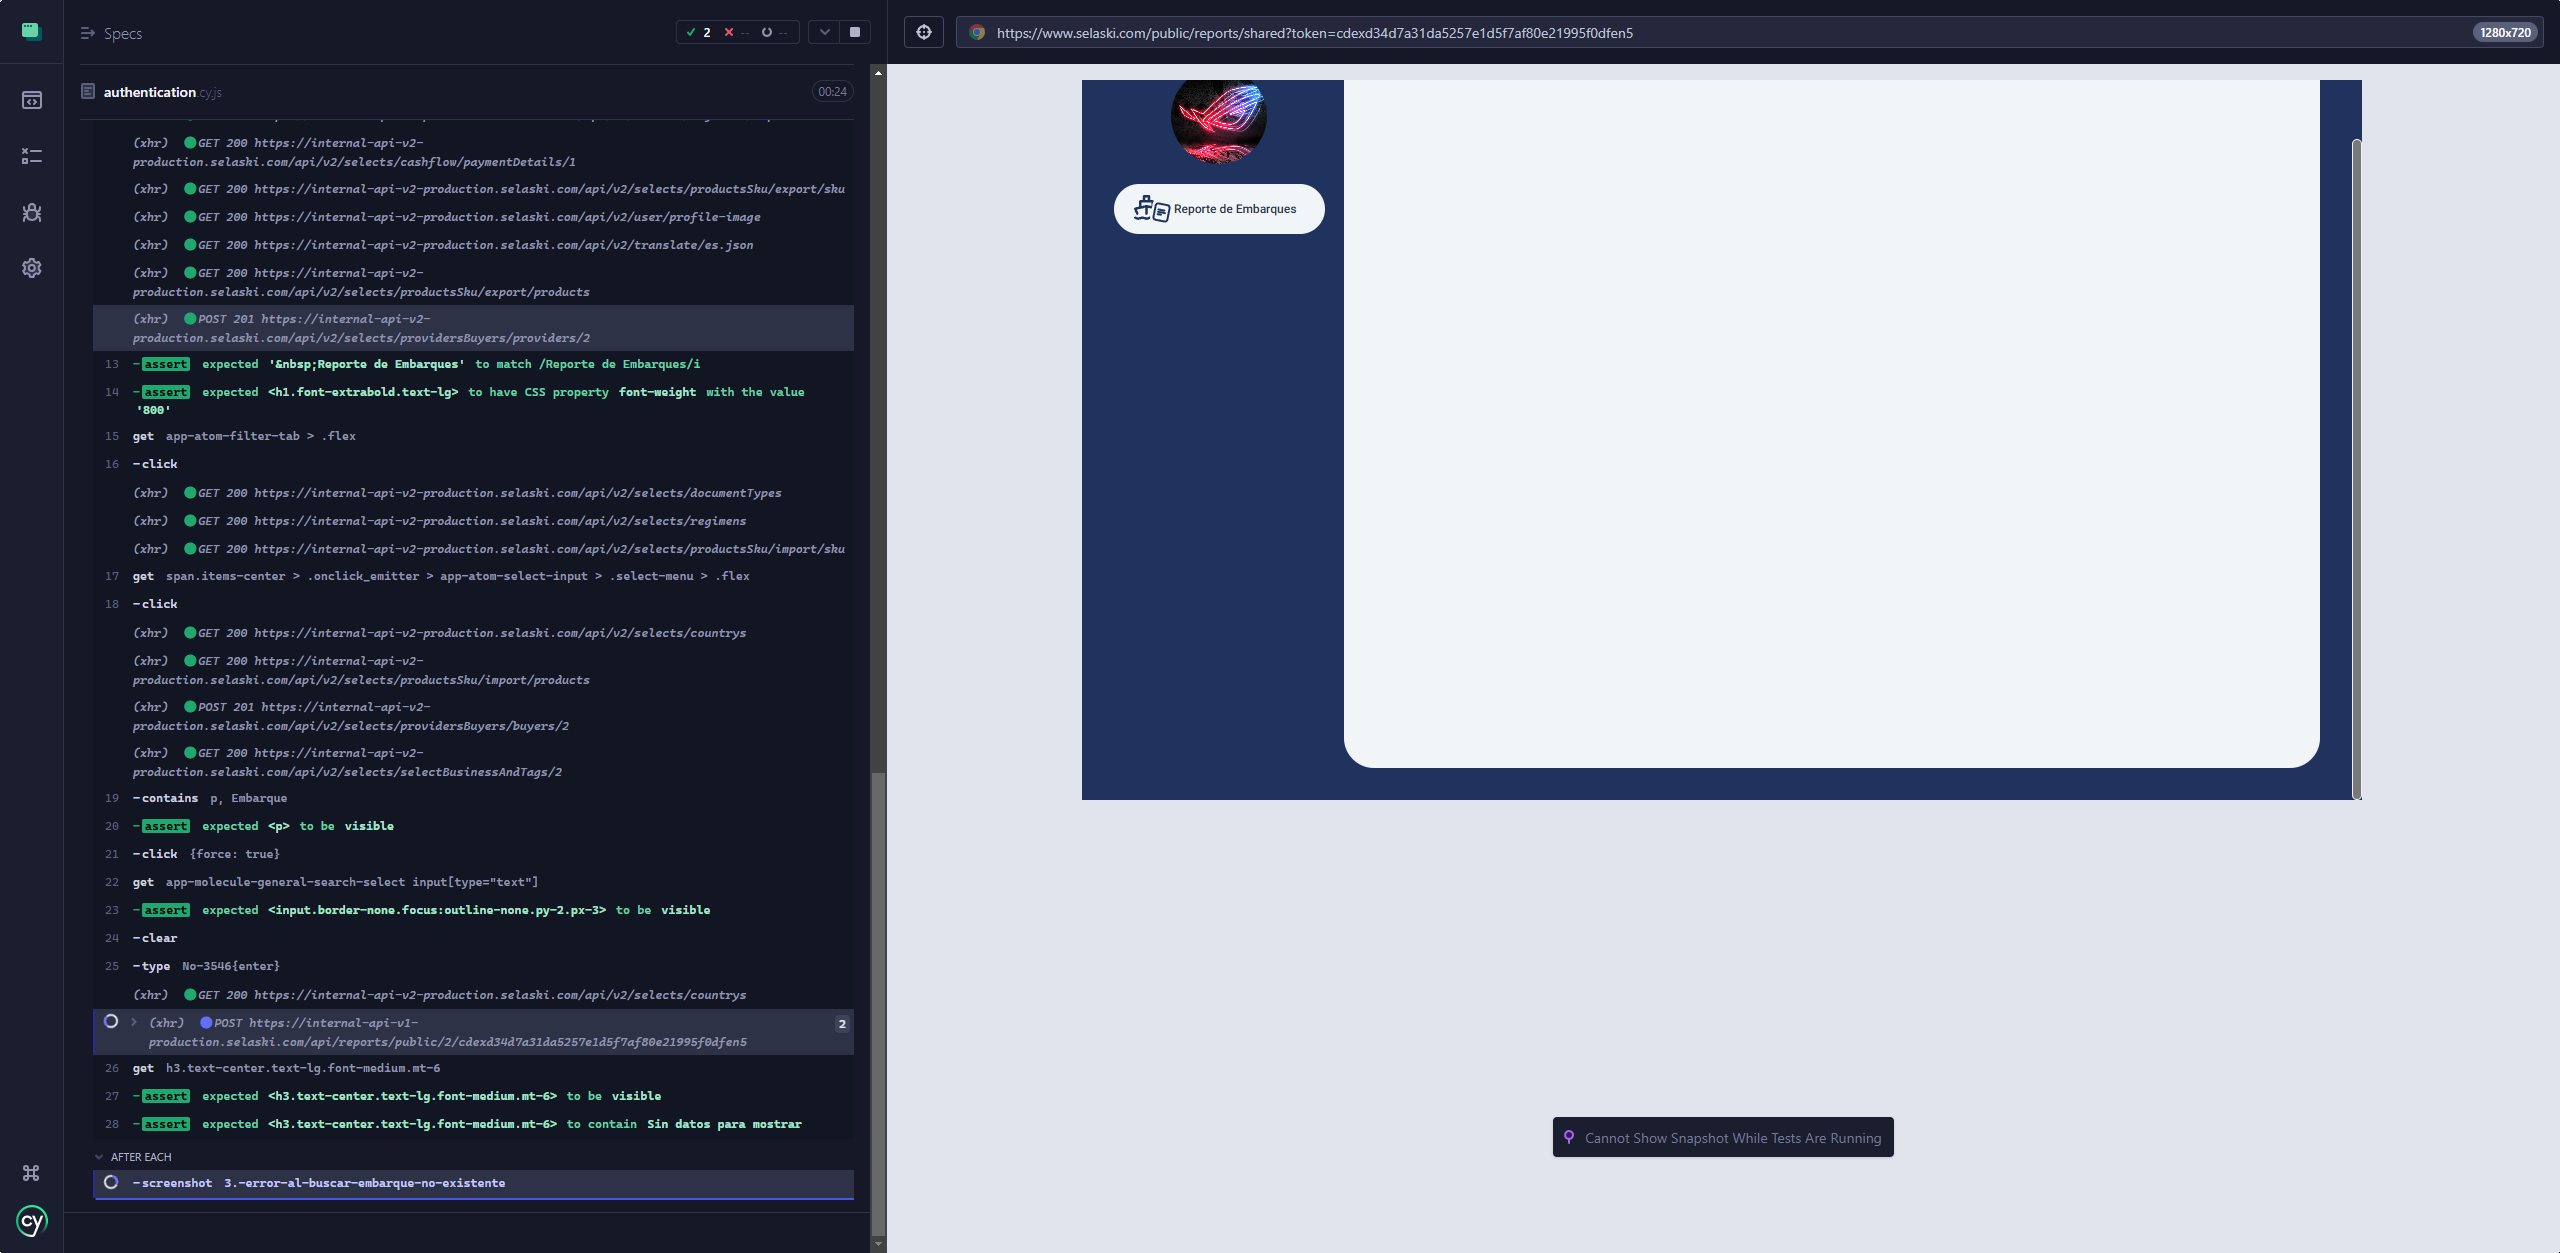 Specs
2 -- --
authentication.cy.js
00:24
(xhr) GET 200 https://internal-api-v2-
production.selaski.com/api/v2/selects/cashflow/paymentDetails/1
(xhr) GET 200 https://internal-api-v2-production.selaski.com/api/v2/selects/productsSku/export/sku
(xhr) GET 200 https://internal-api-v2-production.selaski.com/api/v2/user/profile-image
(xhr) GET 200 https://internal-api-v2-production.selaski.com/api/v2/translate/es.json
(xhr) GET 200 https://internal-api-v2-
production.selaski.com/api/v2/selects/productsSku/export/products
(xhr) POST 201 https://internal-api-v2-
production.selaski.com/api/v2/selects/providersBuyers/providers/2
13 -assert expected '&nbsp;Reporte de Embarques' to match /Reporte de Embarques/i
14 -assert expected <h1.font-extrabold.text-lg> to have CSS property font-weight with the value
'800'
15 get app-atom-filter-tab > .flex
16 -click
(xhr) GET 200 https://internal-api-v2-production.selaski.com/api/v2/selects/documentTypes
(xhr) GET 200 https://internal-api-v2-production.selaski.com/api/v2/selects/regimens
(xhr) GET 200 https://internal-api-v2-production.selaski.com/api/v2/selects/productsSku/import/sku
17 get span.items-center > .onclick_emitter > app-atom-select-input > .select-menu > .flex
18 -click
(xhr) GET 200 https://internal-api-v2-production.selaski.com/api/v2/selects/countrys
(xhr) GET 200 https://internal-api-v2-
production.selaski.com/api/v2/selects/productsSku/import/products
(xhr) POST 201 https://internal-api-v2-
production.selaski.com/api/v2/selects/providersBuyers/buyers/2
(xhr) GET 200 https://internal-api-v2-
production.selaski.com/api/v2/selects/selectBusinessAndTags/2
19 -contains p, Embarque
20 -assert expected <p> to be visible
21 -click {force: true}
22 get app-molecule-general-search-select input[type="text"]
23 -assert expected <input.border-none.focus:outline-none.py-2.px-3> to be visible
24 -clear
25 -type No-3546{enter}
(xhr) GET 200 https://internal-api-v2-production.selaski.com/api/v2/selects/countrys
(xhr) POST https://internal-api-v1-
production.selaski.com/api/reports/public/2/cdexd34d7a31da5257e1d5f7af80e21995f0dfen5
2
26 get h3.text-center.text-lg.font-medium.mt-6
27 -assert expected <h3.text-center.text-lg.font-medium.mt-6> to be visible
28 -assert expected <h3.text-center.text-lg.font-medium.mt-6> to contain Sin datos para mostrar
AFTER EACH
-screenshot 3.-error-al-buscar-embarque-no-existente
cy
https://www.selaski.com/public/reports/shared?token=cdexd34d7a31da5257e1d5f7af80e21995f0dfen5
1280x720
Reporte de Embarques
Cannot Show Snapshot While Tests Are Running